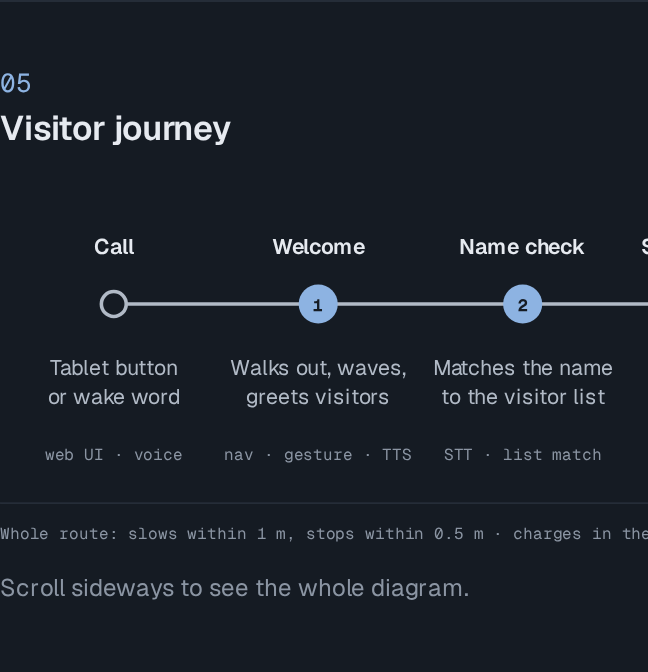 05
Visitor journey
Call
Welcome
Name check
1
2
Tablet button
or wake word
Walks out, waves,
greets visitors
Matches the name
to the visitor list
web UI · voice
nav · gesture · TTS
STT · list match
Whole route: slows within 1 m, stops within 0.5 m · charges in the
Scroll sideways to see the whole diagram.